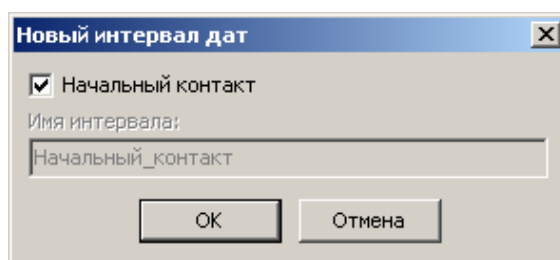 Новый интервал дат
Начальный контакт
Имя интервала:
Начальный_контакт
OK Отмена